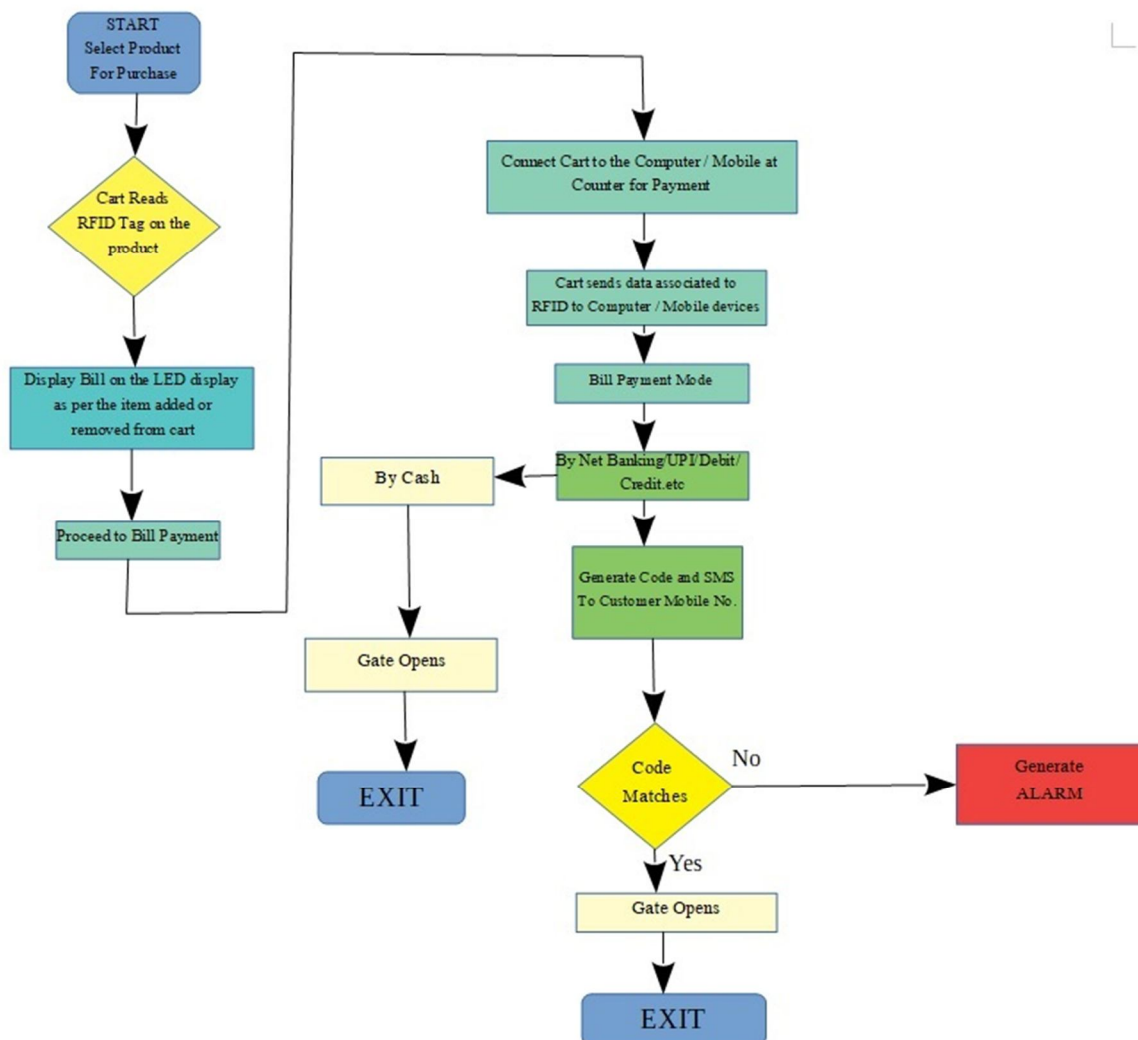 START
Select Product
For Purchase
Cart Reads
RFID Tag on the
product
Display Bill on the LED display
as per the item added or
removed from cart
Proceed to Bill Payment
Connect Cart to the Computer / Mobile at
Counter for Payment
Cart sends data associated to
RFID to Computer / Mobile devices
Bill Payment Mode
By Net Banking/UPI/Debit/
Credit.etc
By Cash
Gate Opens
EXIT
Generate Code and SMS
To Customer Mobile No.
Code
Matches
No
Generate
ALARM
Yes
Gate Opens
EXIT